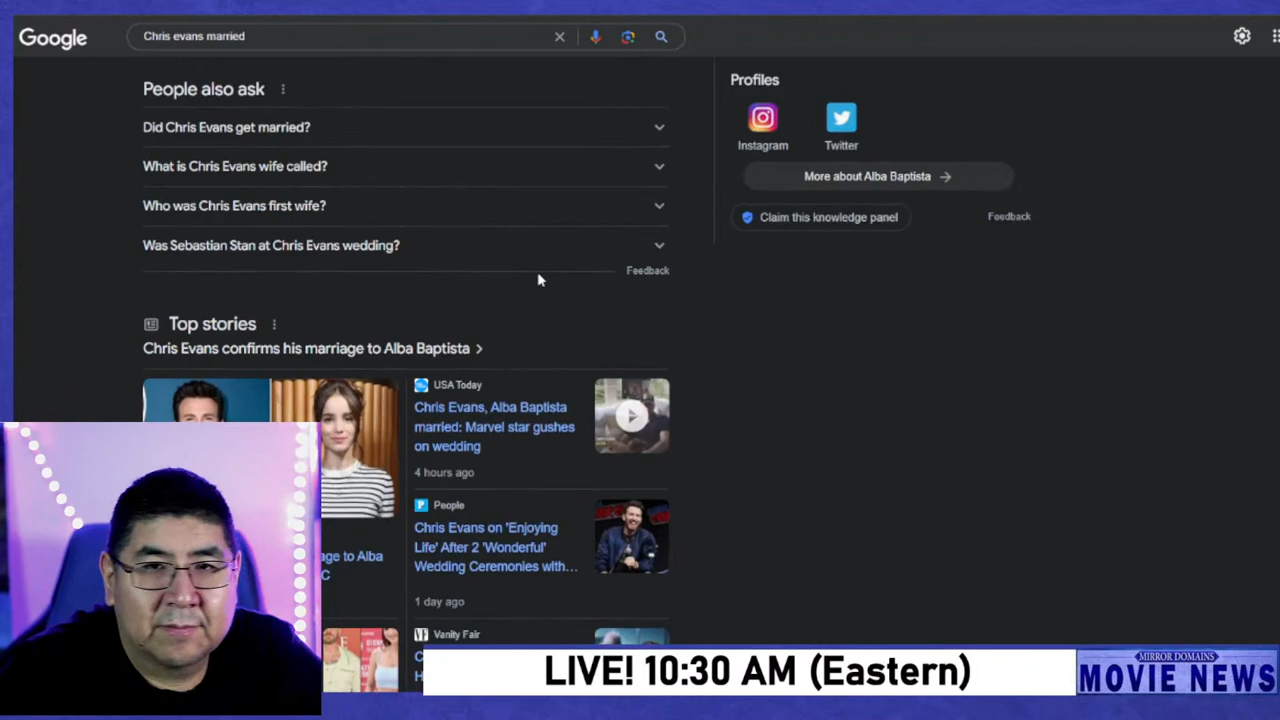 Google
Chris evans married
People also ask
Did Chris Evans get married?
What is Chris Evans wife called?
Who was Chris Evans first wife?
Was Sebastian Stan at Chris Evans wedding?
Feedback
Profiles
Instagram
Twitter
More about Alba Baptista
Claim this knowledge panel
Feedback
Top stories
Chris Evans confirms his marriage to Alba Baptista
age to Alba
C
USA Today
Chris Evans, Alba Baptista
married: Marvel star gushes
on wedding
4 hours ago
People
Chris Evans on 'Enjoying
Life' After 2 'Wonderful'
Wedding Ceremonies with...
1 day ago
Vanity Fair
LIVE! 10:30 AM (Eastern)
MIRROR DOMAINS
MOVIE NEWS